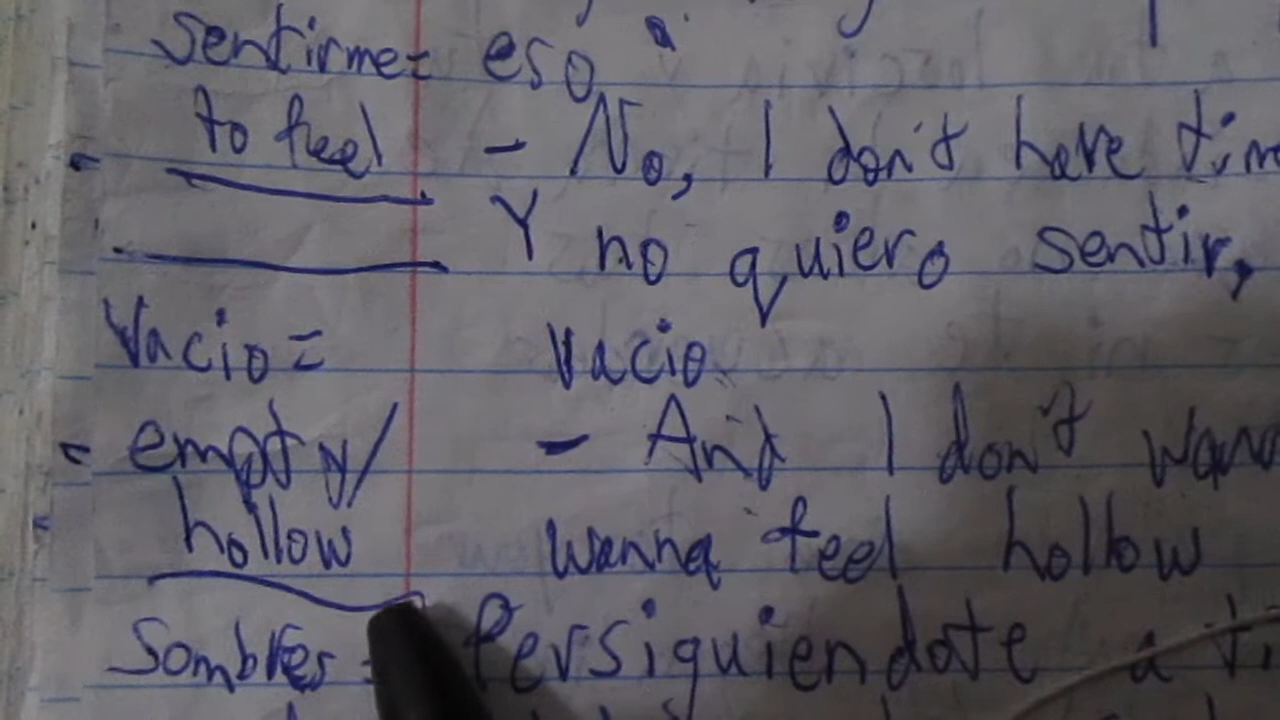 sentirme= eso
to feel - No, I don't have
Y no quiero sentir,
Vacio= vacio
= empty/ - And I don't
hollow wanna feel hollow
Sombres= Persiguiendote a ti